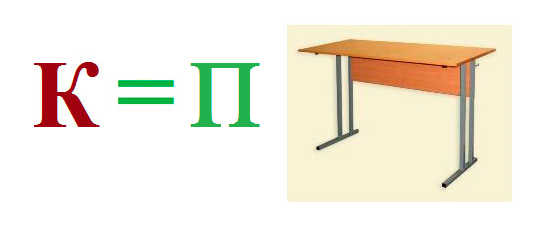 К = П